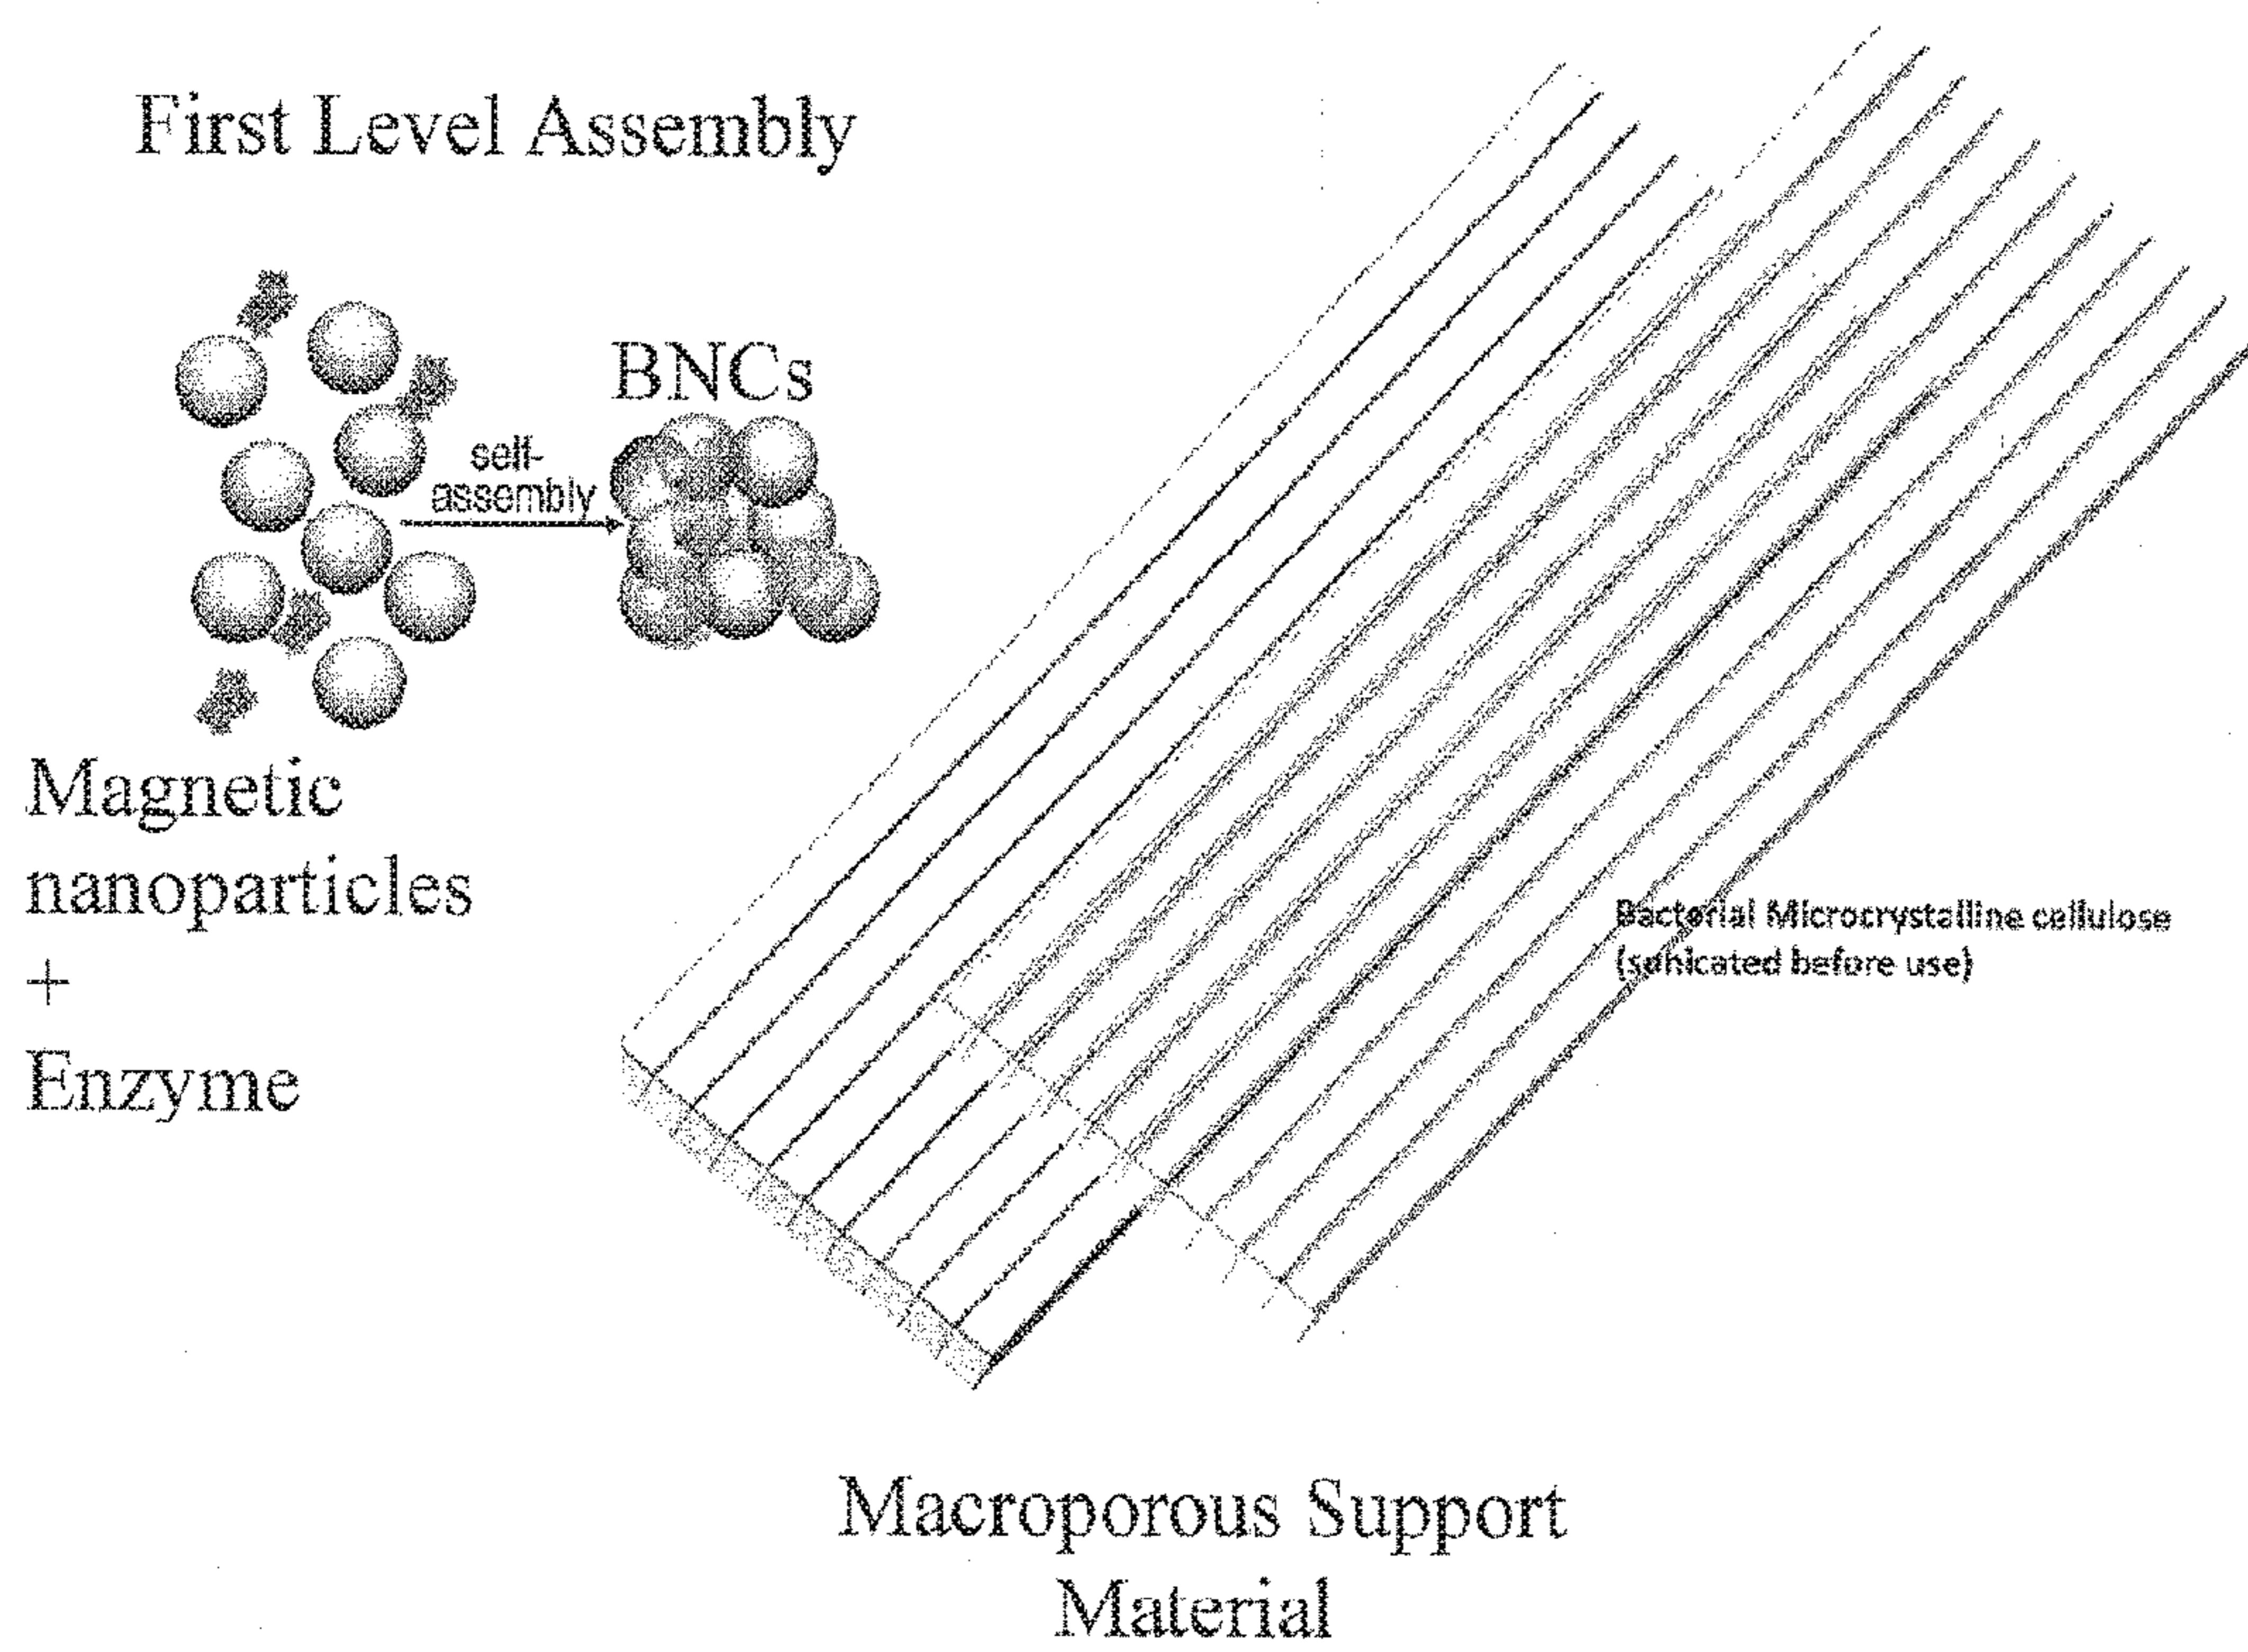 First Level Assembly
BNCs
self-
assembly
Magnetic
nanoparticles
+
Enzyme
Bacterial Microcrystalline cellulose
(sonicated before use)
Macroporous Support
Material